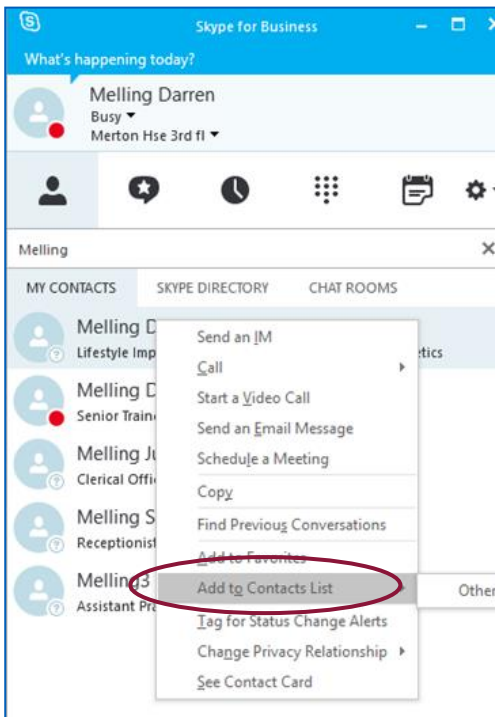 Skype for Business
What's happening today?
Melling Darren
Busy
Merton Hse 3rd fl
Melling
MY CONTACTS SKYPE DIRECTORY CHAT ROOMS
Melling D
Lifestyle Imp etics
Melling D
Senior Train
Melling Ju
Clerical Offi
Melling S
Receptionist
Melling3
Assistant Pra
Send an IM
Call
Start a Video Call
Send an Email Message
Schedule a Meeting
Copy
Find Previous Conversations
Add to Favorites
Add to Contacts List
Other
Tag for Status Change Alerts
Change Privacy Relationship
See Contact Card